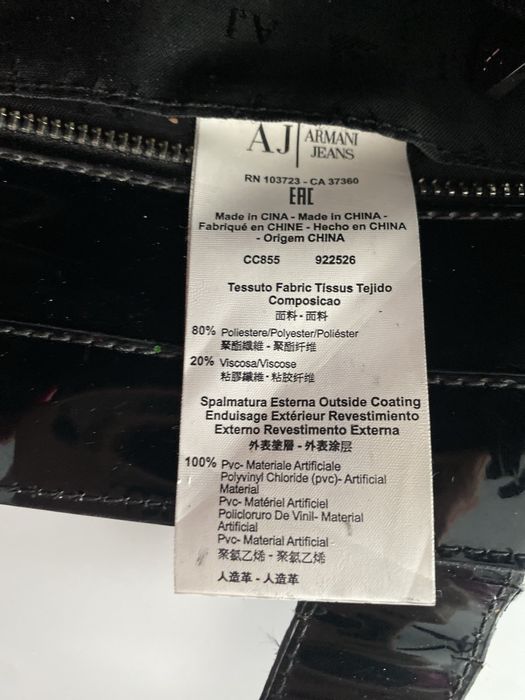 AJ
AJ ARMANI
JEANS
RN 103723 - CA 37360
EAC
Made in CINA - Made in CHINA -
Fabriqué en CHINE - Hecho en CHINA
- Origem CHINA
CC855 922526
Tessuto Fabric Tissus Tejido
Composicao
面料 - 面料
80% Poliestere/Polyester/Poliéster
聚酯纖維 - 聚酯纤维
20% Viscosa/Viscose
粘膠纖維 - 粘胶纤维
Spalmatura Esterna Outside Coating
Enduisage Extérieur Revestimiento
Externo Revestimento Externa
外表塗層 - 外表涂层
100% Pvc- Materiale Artificiale
Polyvinyl Chloride (pvc)- Artificial
Material
Pvc- Matériel Artificiel
Policloruro De Vinil- Material
Artificial
Pvc- Material Artificial
聚氯乙烯 - 聚氯乙烯
人造革 - 人造革